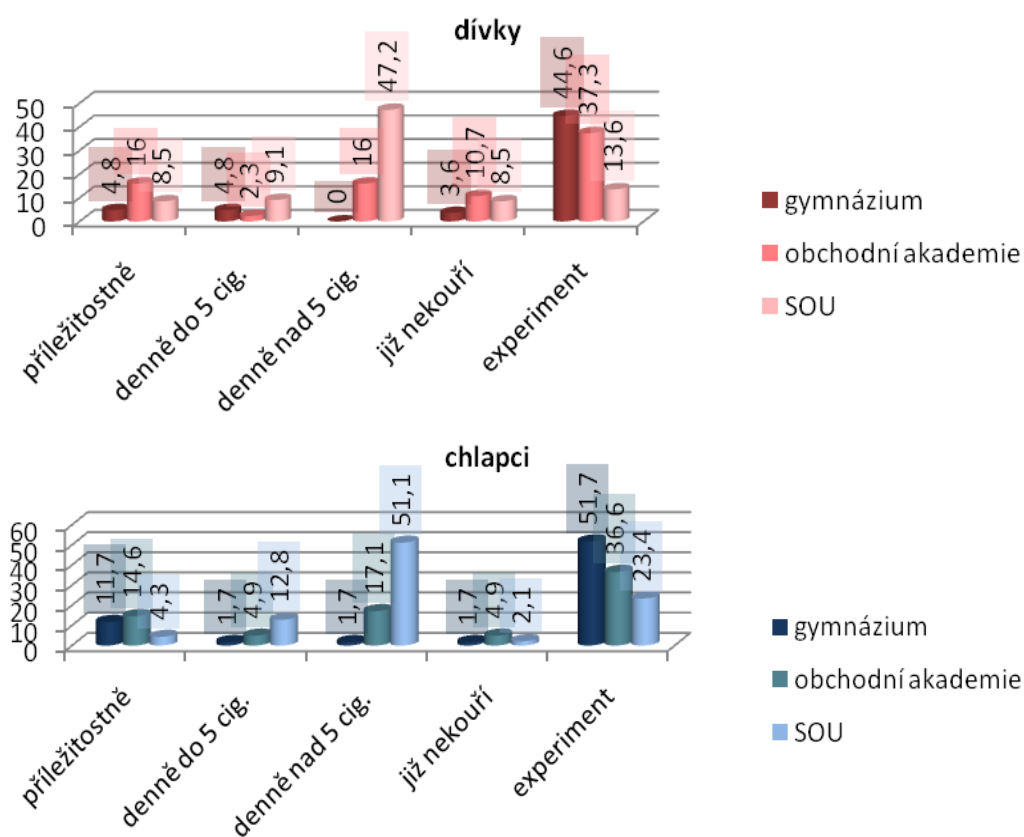 dívky
50
40
30
20
10
0
4,8
16
8,5
4,8
2,3
9,1
0
16
47,2
3,6
10,7
8,5
44,6
37,3
13,6
příležitostně
denně do 5 cig.
denně nad 5 cig.
již nekouří
experiment
gymnázium
obchodní akademie
SOU
chlapci
60
50
40
30
20
10
0
11,7
14,6
4,3
1,7
4,9
12,8
1,7
17,1
51,1
1,7
4,9
2,1
51,7
36,6
23,4
příležitostně
denně do 5 cig.
denně nad 5 cig.
již nekouří
experiment
gymnázium
obchodní akademie
SOU